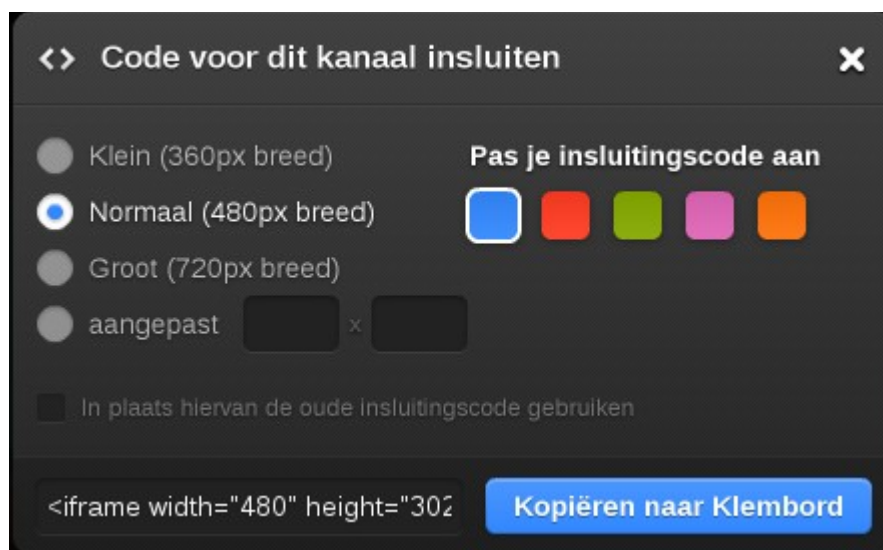 <> Code voor dit kanaal insluiten
Klein (360px breed)
Pas je insluitingscode aan
Normaal (480px breed)
Groot (720px breed)
aangepast x
In plaats hiervan de oude insluitingscode gebruiken
<iframe width="480" height="302
Kopiëren naar Klembord